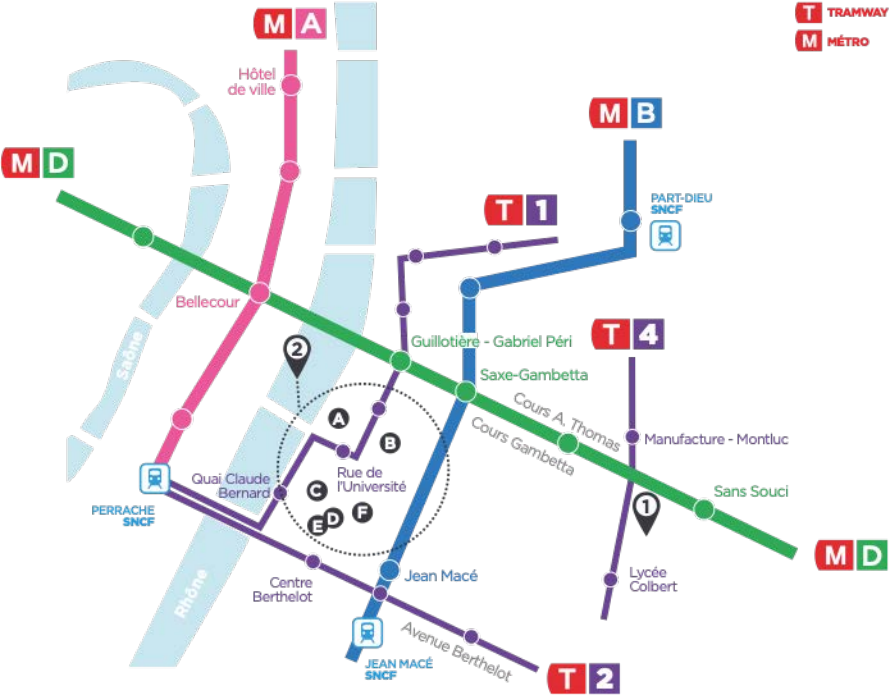 M A
T TRAMWAY
M MÉTRO
Hôtel
de ville
M B
M D
PART-DIEU
SNCF
T 1
Bellecour
Guillotière - Gabriel Péri
T 4
Saône
2
Saxe-Gambetta
Cours A. Thomas
Cours Gambetta
A
B
Manufacture - Montluc
Rue de
l'Université
Quai Claude
Bernard
C
D
E
F
Sans Souci
1
PERRACHE
SNCF
M D
Centre
Berthelot
Jean Macé
Lycée
Colbert
Rhône
Avenue Berthelot
JEAN MACÉ
SNCF
T 2